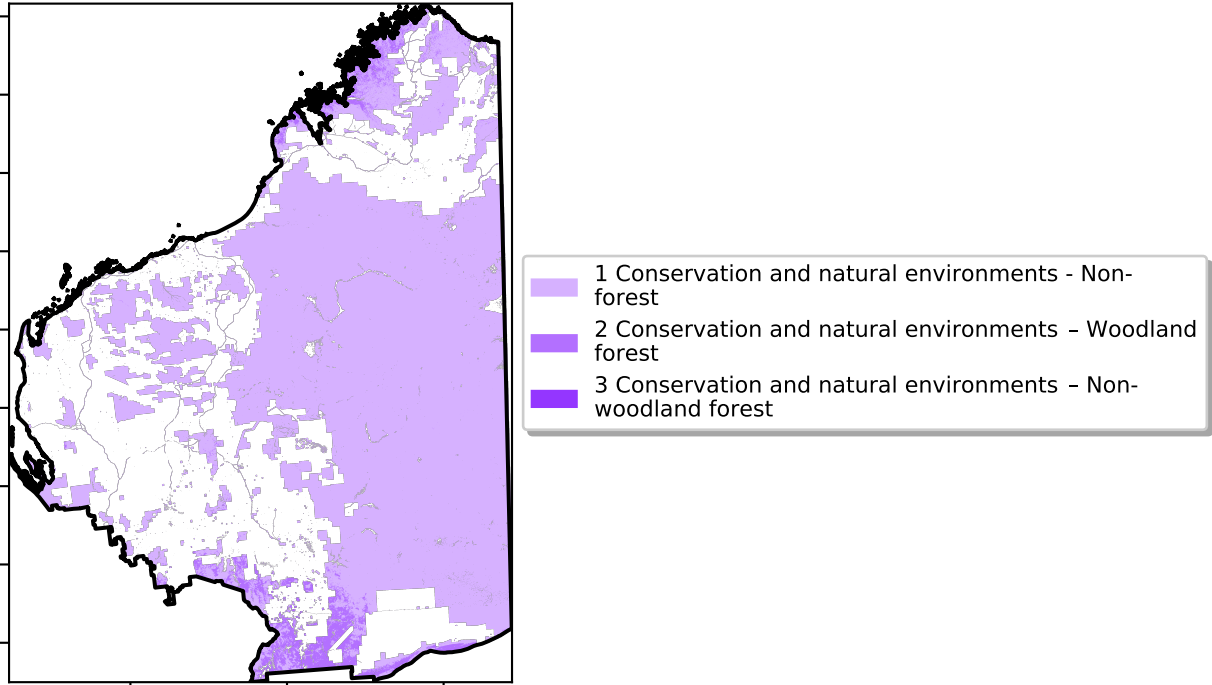 1 Conservation and natural environments - Non-
forest
2 Conservation and natural environments – Woodland
forest
3 Conservation and natural environments – Non-
woodland forest